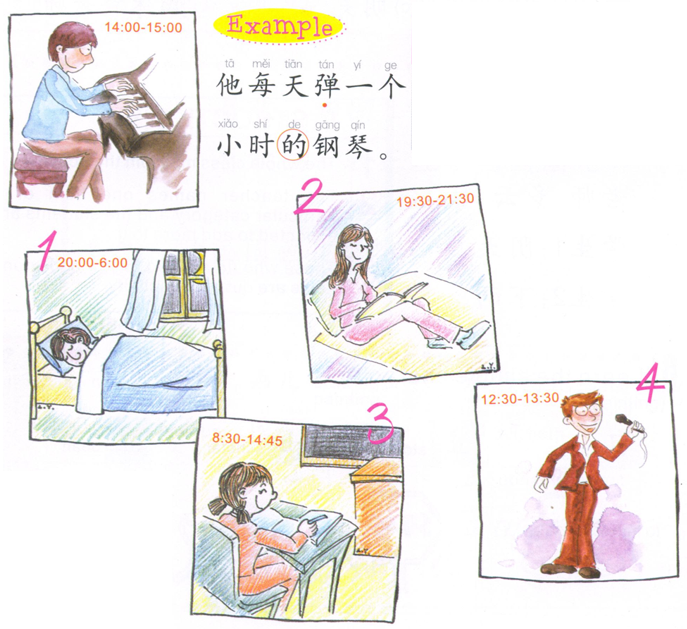 14:00-15:00
Example
tā měi tiān tán yí ge
他每天弹一个
xiǎo shí de gāng qín
小时的钢琴。
2
19:30-21:30
1
20:00-6:00
3
8:30-14:45
4
12:30-13:30